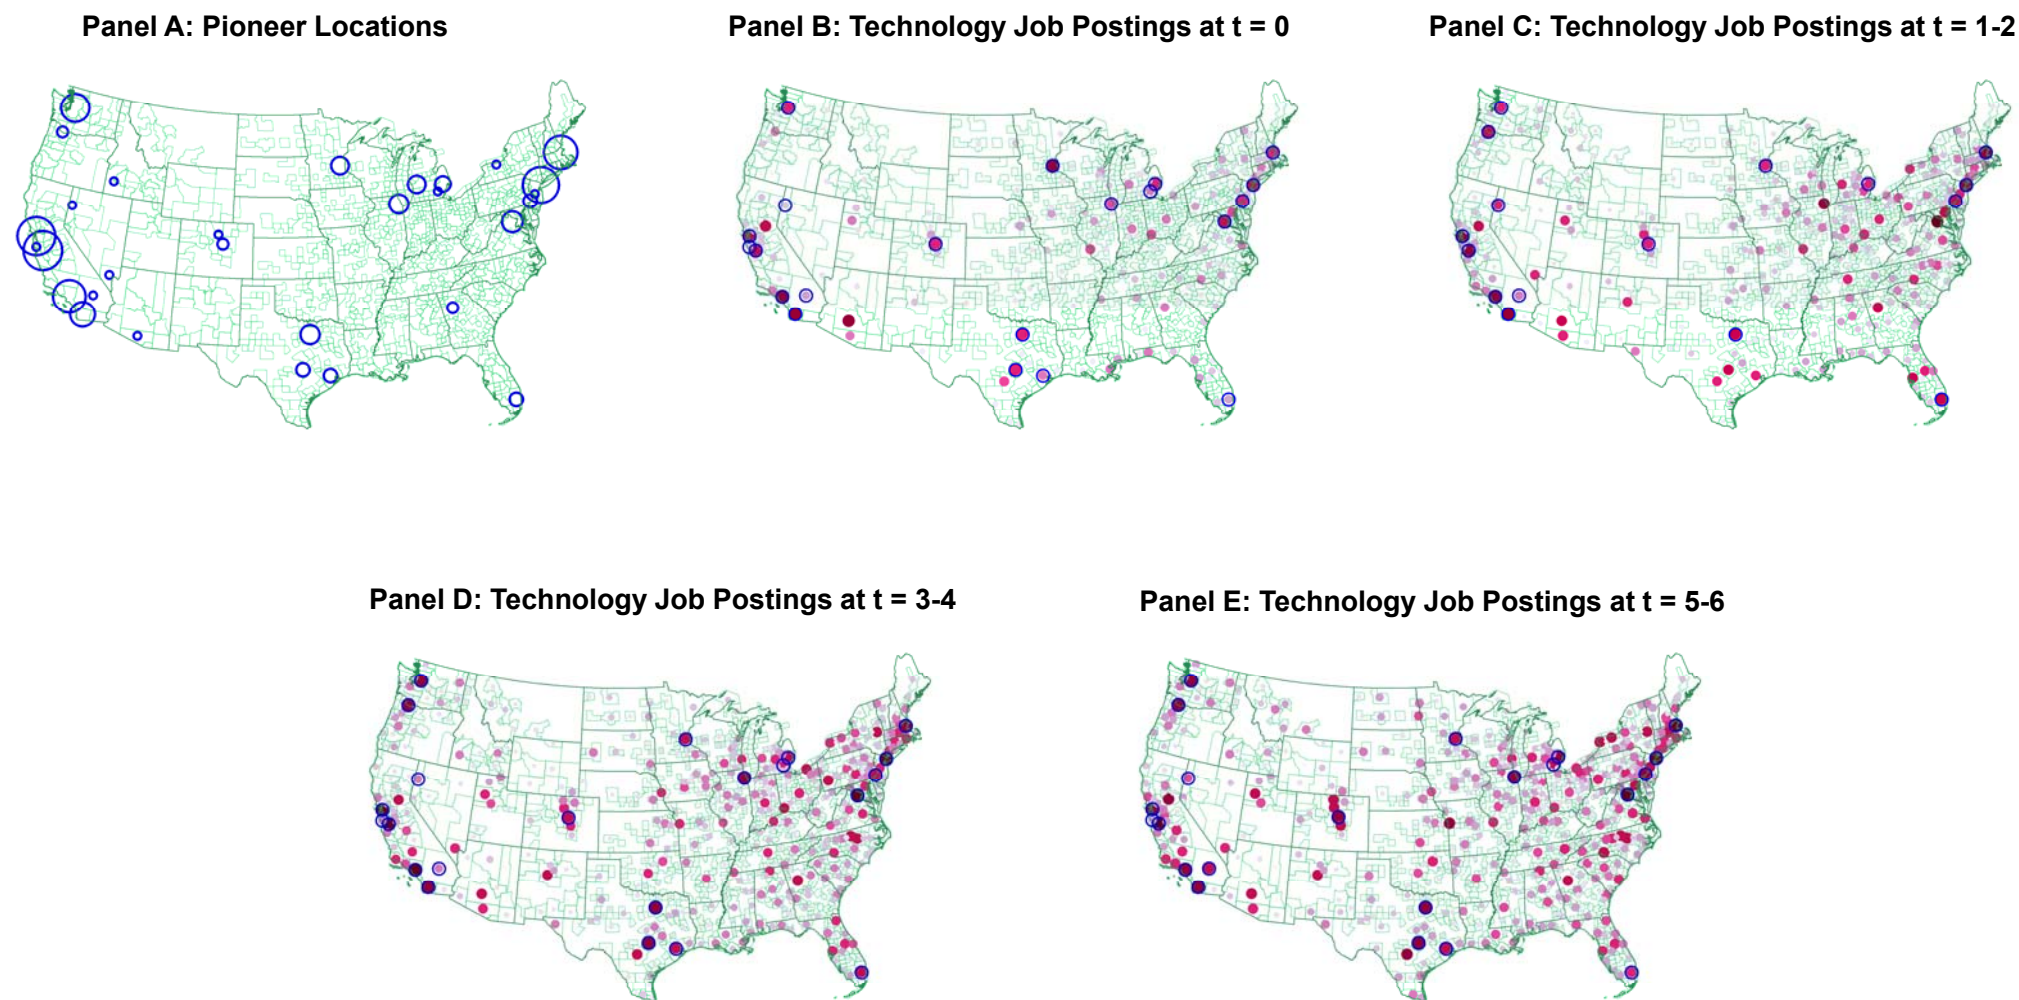 Panel A: Pioneer Locations
Panel B: Technology Job Postings at t = 0
Panel C: Technology Job Postings at t = 1-2
Panel D: Technology Job Postings at t = 3-4
Panel E: Technology Job Postings at t = 5-6